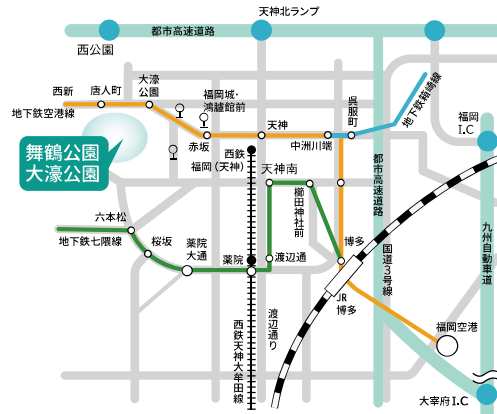 天神北ランプ
都市高速道路
西公園
大濠
公園
唐人町
西新
地下鉄空港線
福岡城・
鴻臚館前
呉服町
地下鉄箱崎線
福岡
I.C
赤坂
天神
中洲川端
舞鶴公園
大濠公園
西鉄
福岡(天神)
天神南
櫛田神社前
都市高速道路
六本松
地下鉄七隈線
桜坂
薬院
大通
薬院
渡辺通
博多
国道3号線
九州自動車道
JR
博多
西鉄天神大牟田線
渡辺通り
福岡空港
大宰府I.C